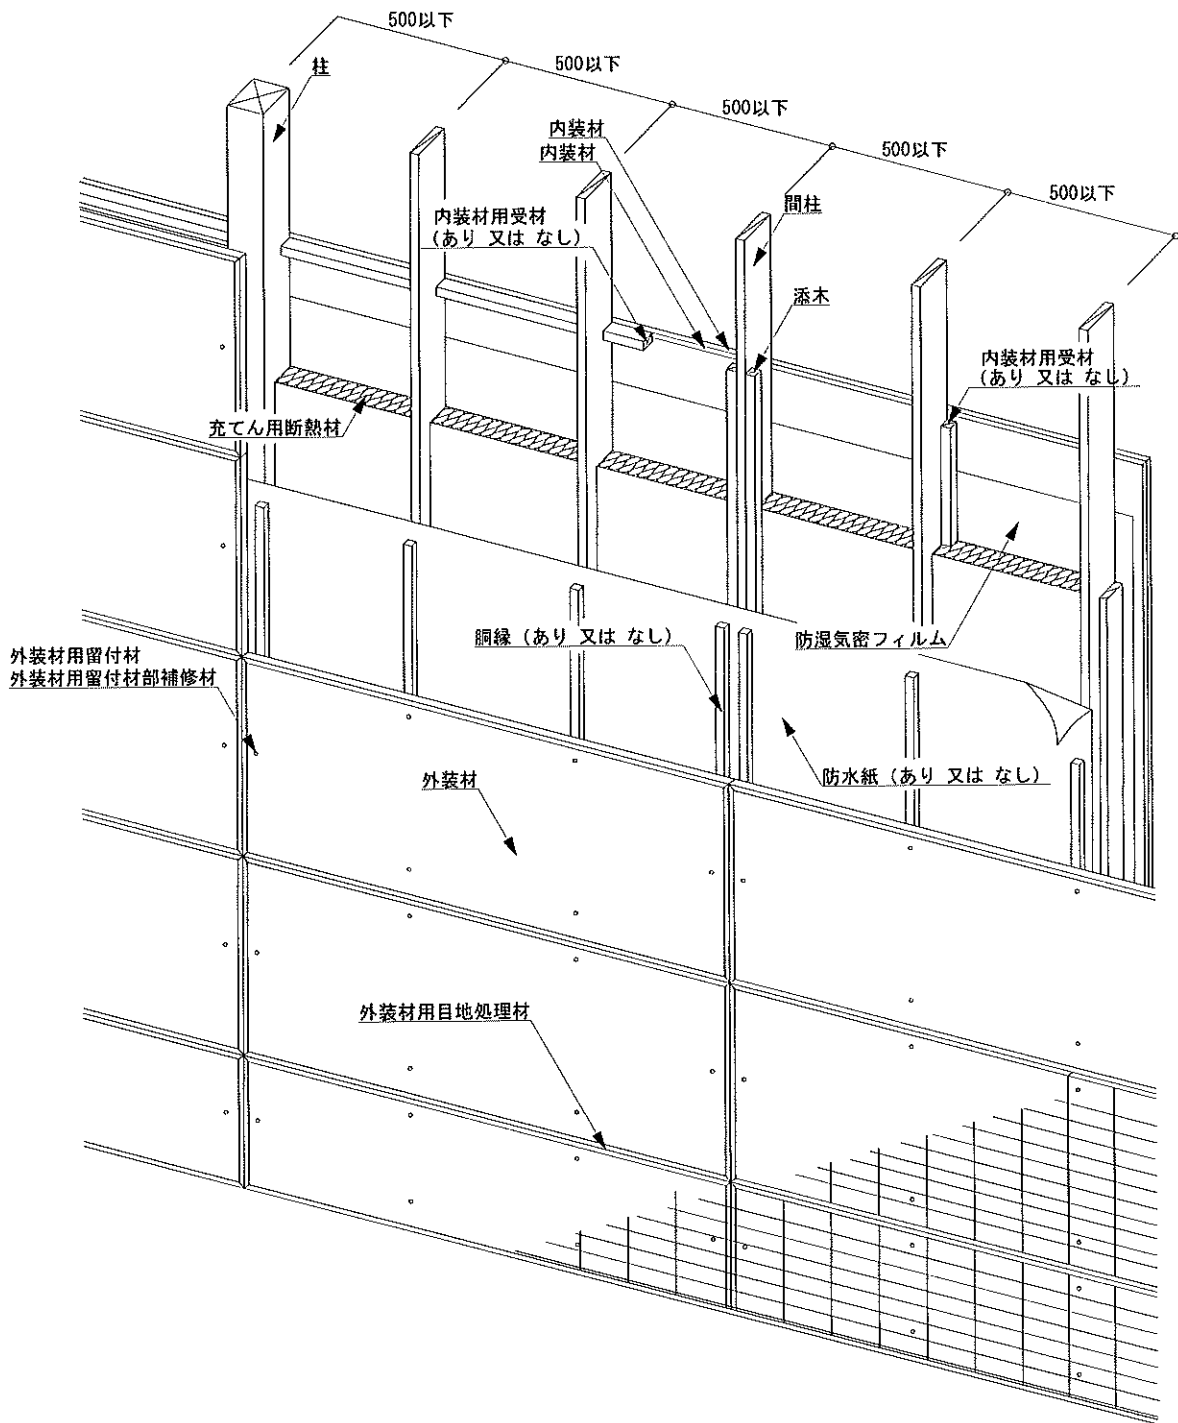 500以下
500以下
500以下
500以下
500以下
柱
内装材
内装材
間柱
内装材用受材
(あり 又は なし)
添木
内装材用受材
(あり 又は なし)
充てん用断熱材
胴縁 (あり 又は なし)
防湿気密フィルム
外装材用留付材
外装材用留付材部補修材
防水紙 (あり 又は なし)
外装材
外装材用目地処理材